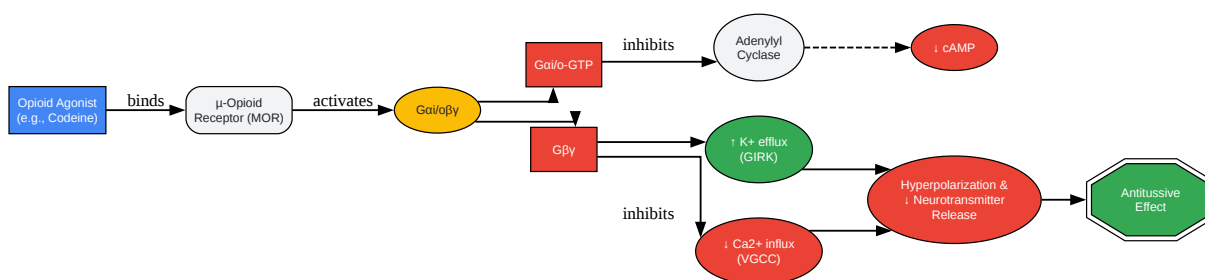 Opioid Agonist
(e.g., Codeine)
binds
μ-Opioid
Receptor (MOR)
activates
Gαi/oβγ
Gαi/o-GTP
inhibits
Adenylyl
Cyclase
↓ cAMP
Gβγ
↑ K+ efflux
(GIRK)
inhibits
↓ Ca2+ influx
(VGCC)
Hyperpolarization &
↓ Neurotransmitter
Release
Antitussive
Effect